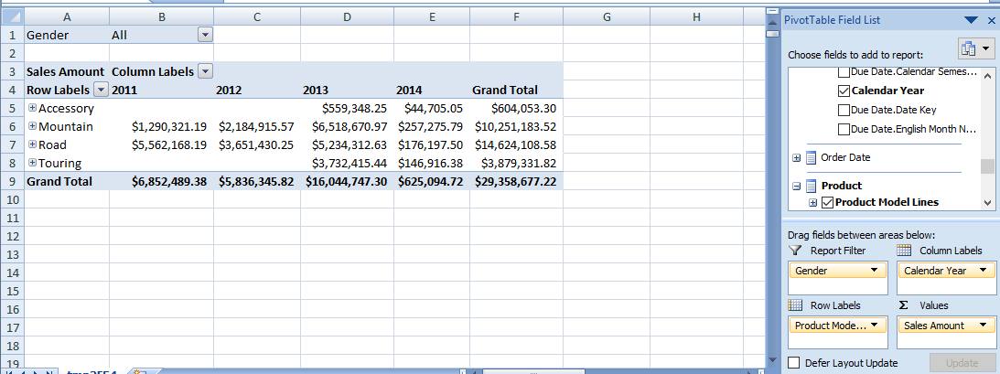 A B C D E F G H
1 Gender All
2
3 Sales Amount Column Labels
4 Row Labels 2011 2012 2013 2014 Grand Total
5 Accessory $559,348.25 $44,705.05 $604,053.30
6 Mountain $1,290,321.19 $2,184,915.57 $6,518,670.97 $257,275.79 $10,251,183.52
7 Road $5,562,168.19 $3,651,430.25 $5,234,312.63 $176,197.50 $14,624,108.58
8 Touring $3,732,415.44 $146,916.38 $3,879,331.82
9 Grand Total $6,852,489.38 $5,836,345.82 $16,044,747.30 $625,094.72 $29,358,677.22
10
11
12
13
14
15
16
17
18
19
PivotTable Field List
Choose fields to add to report:
Due Date.Calendar Semes...
Calendar Year
Due Date.Date Key
Due Date.English Month N...
Order Date
Product
Product Model Lines
Drag fields between areas below:
Report Filter Column Labels
Gender Calendar Year
Row Labels Σ Values
Product Mode... Sales Amount
Defer Layout Update Update